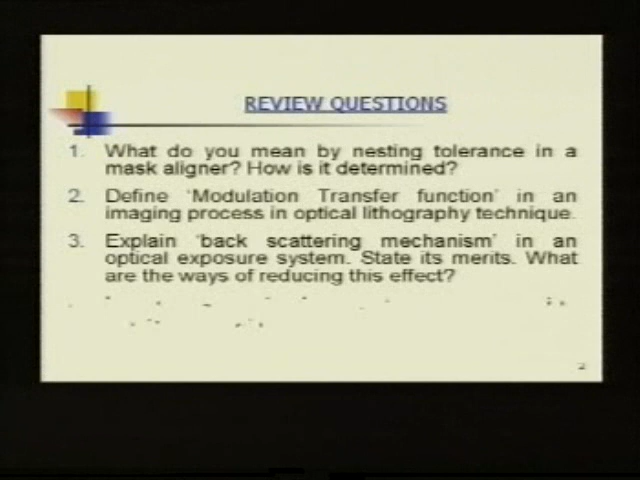 REVIEW QUESTIONS
1. What do you mean by nesting tolerance in a
mask aligner? How is it determined?
2. Define 'Modulation Transfer function' in an
imaging process in optical lithography technique.
3. Explain 'back scattering mechanism' in an
optical exposure system. State its merits. What
are the ways of reducing this effect?
2